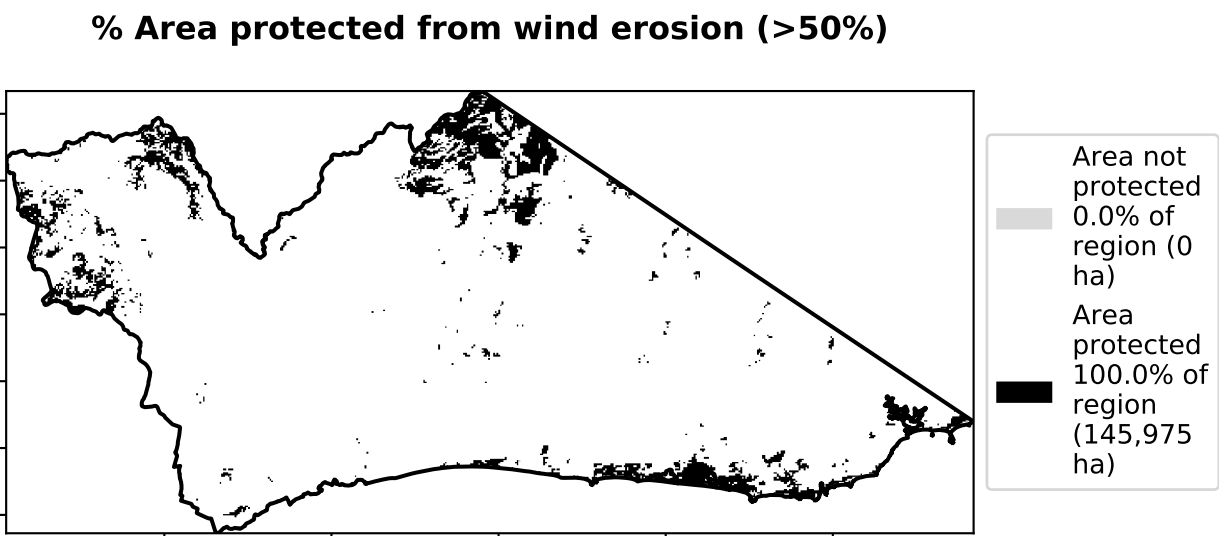 % Area protected from wind erosion (>50%)
Area not
protected
0.0% of
region (0
ha)
Area
protected
100.0% of
region
(145,975
ha)